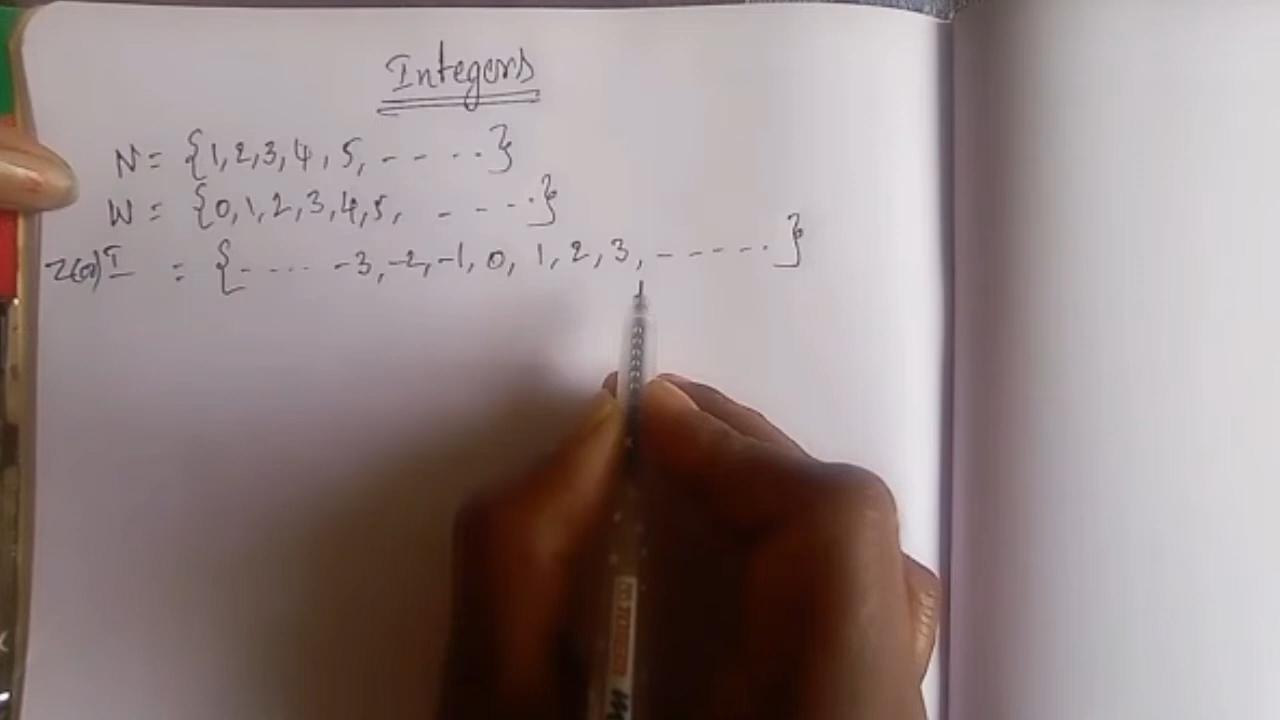 Integers
N = {1, 2, 3, 4, 5, - - - - .}
W = {0, 1, 2, 3, 4, 5, - - - - .}
Z(or) I = {- . . . . -3, -2, -1, 0, 1, 2, 3, - - - - - .}